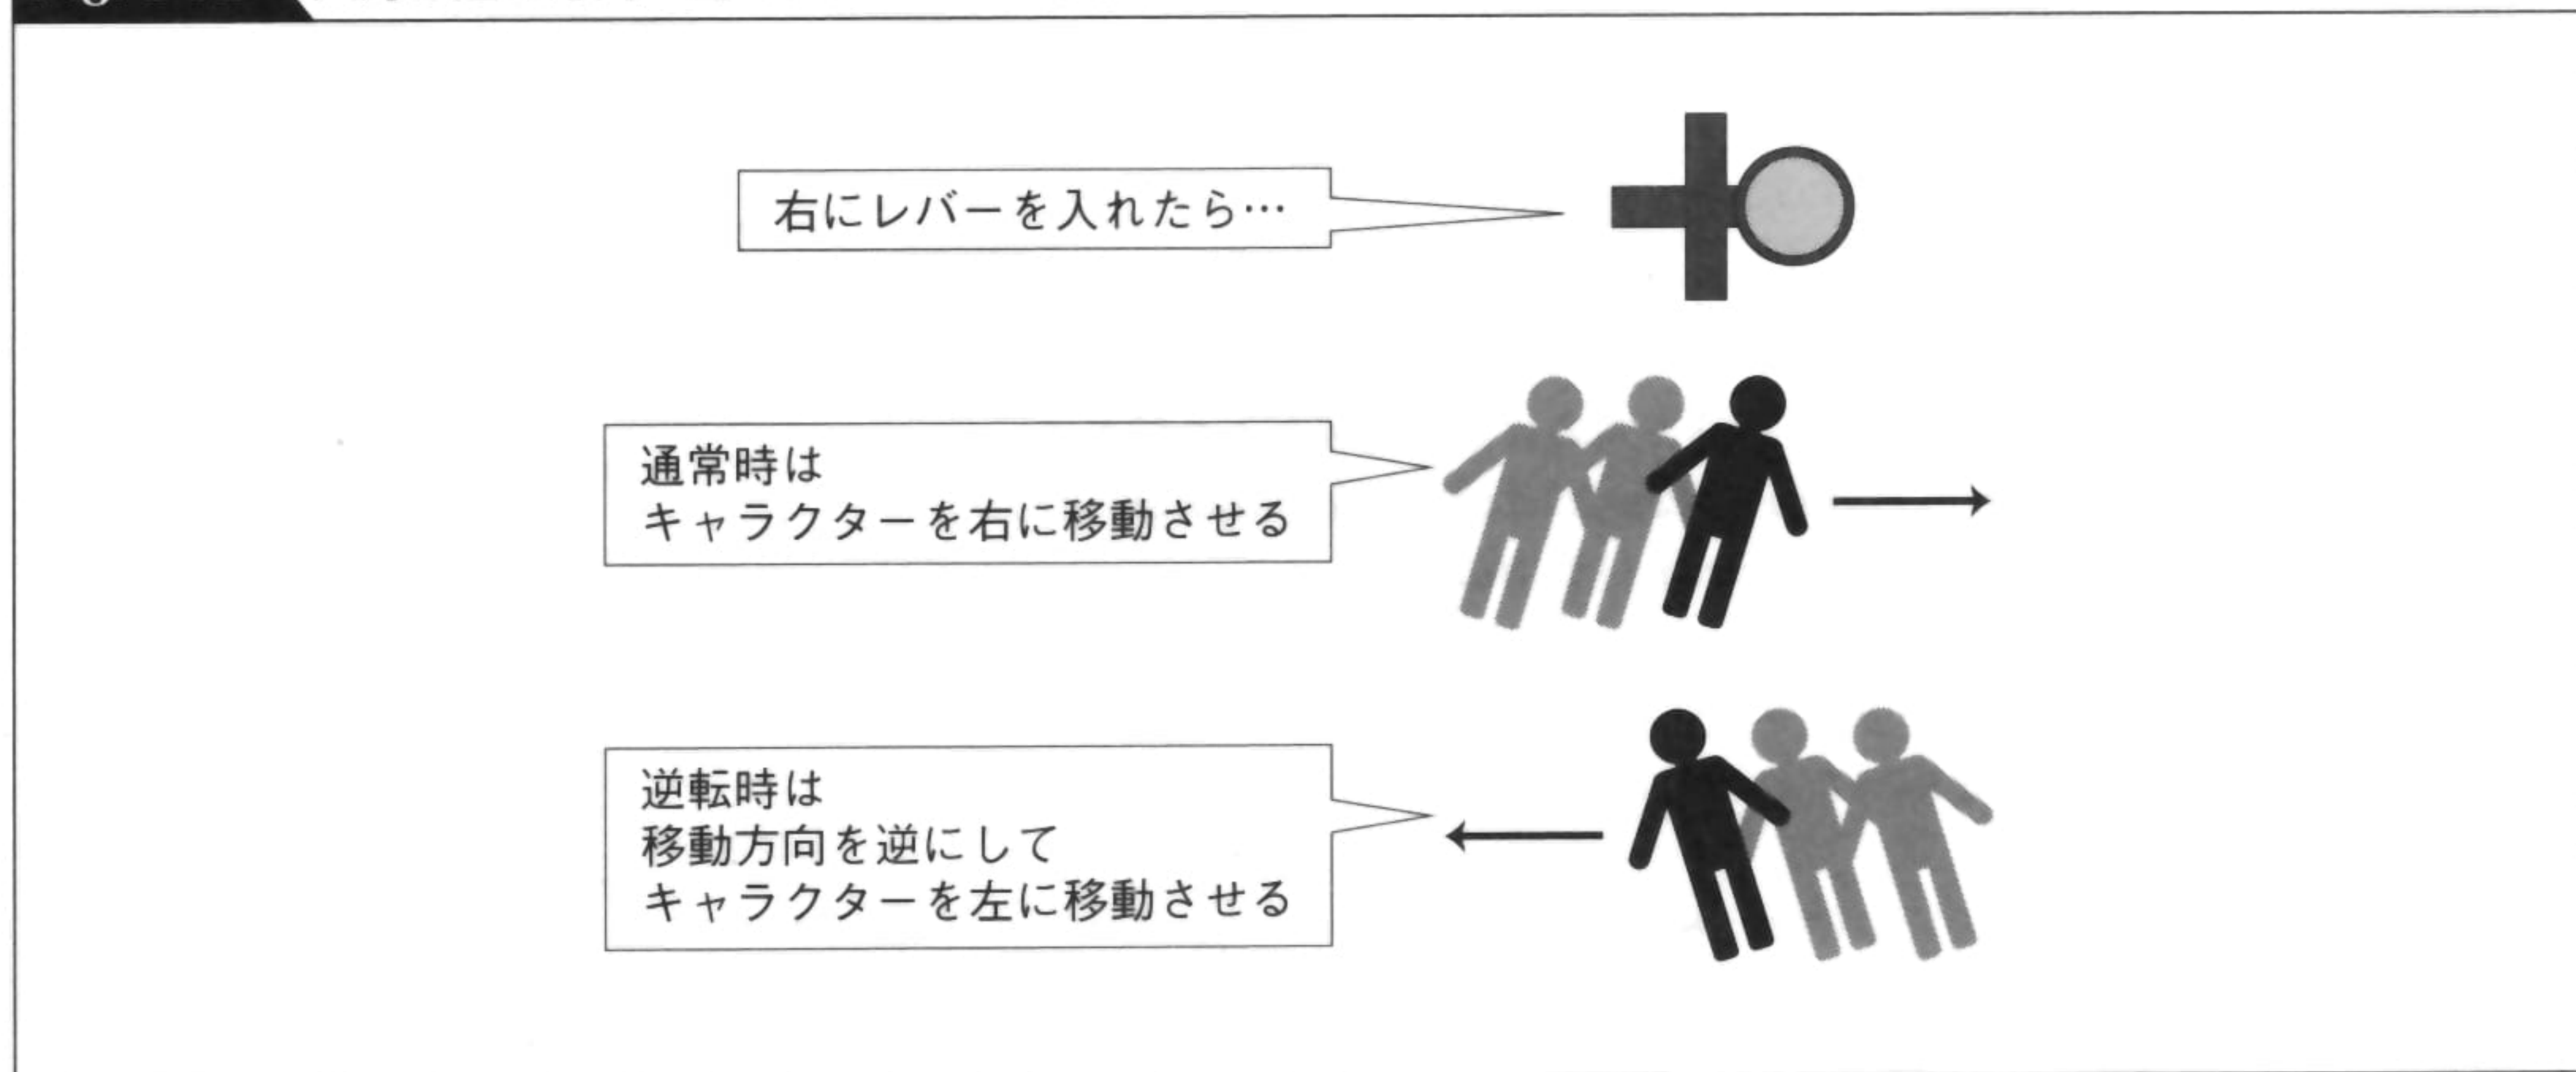 右にレバーを入れたら…
通常時は
キャラクターを右に移動させる
逆転時は
移動方向を逆にして
キャラクターを左に移動させる